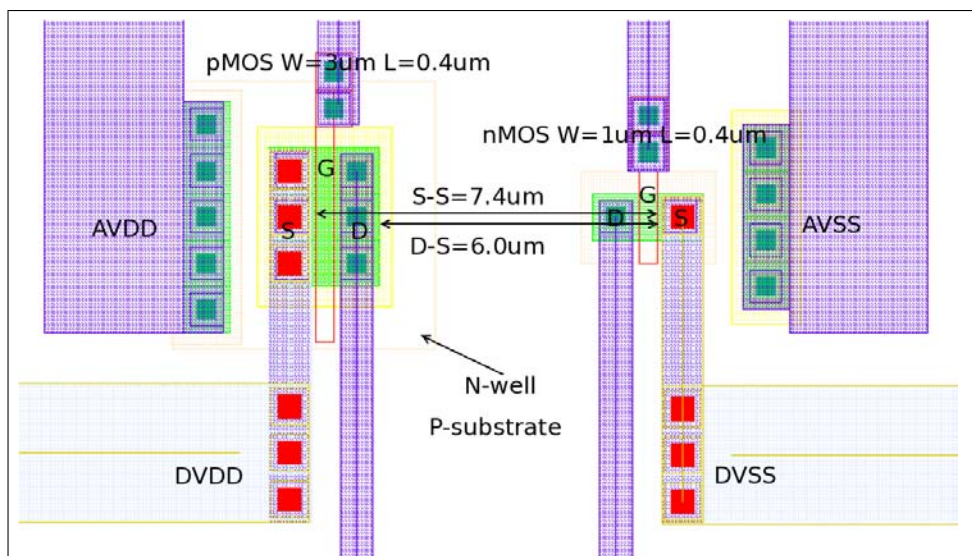 pMOS W=3um L=0.4um
nMOS W=1um L=0.4um
G
S-S=7.4um
G
AVDD
S
D
D
S
AVSS
D-S=6.0um
N-well
P-substrate
DVDD
DVSS